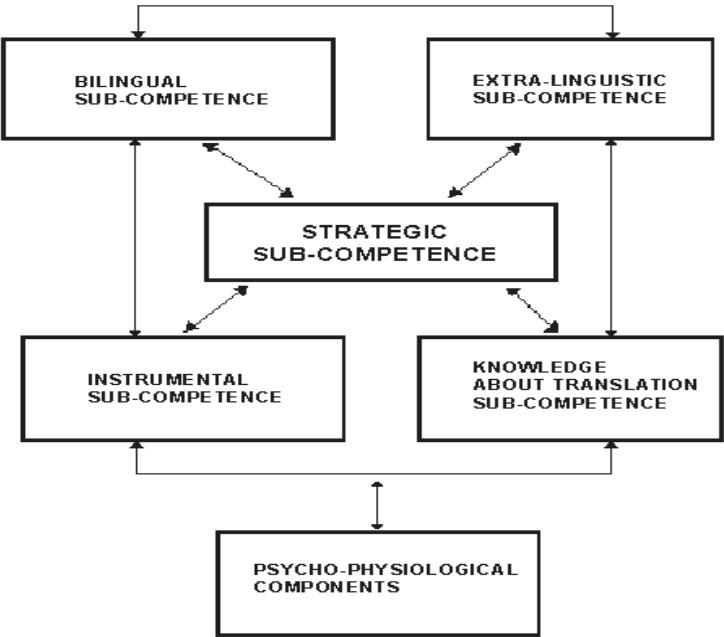 BILINGUAL
SUB-COMPETENCE
EXTRA-LINGUISTIC
SUB-COMPETENCE
STRATEGIC
SUB-COMPETENCE
INSTRUMENTAL
SUB-COMPETENCE
KNOWLEDGE
ABOUT TRANSLATION
SUB-COMPETENCE
PSYCHO-PHYSIOLOGICAL
COMPONENTS